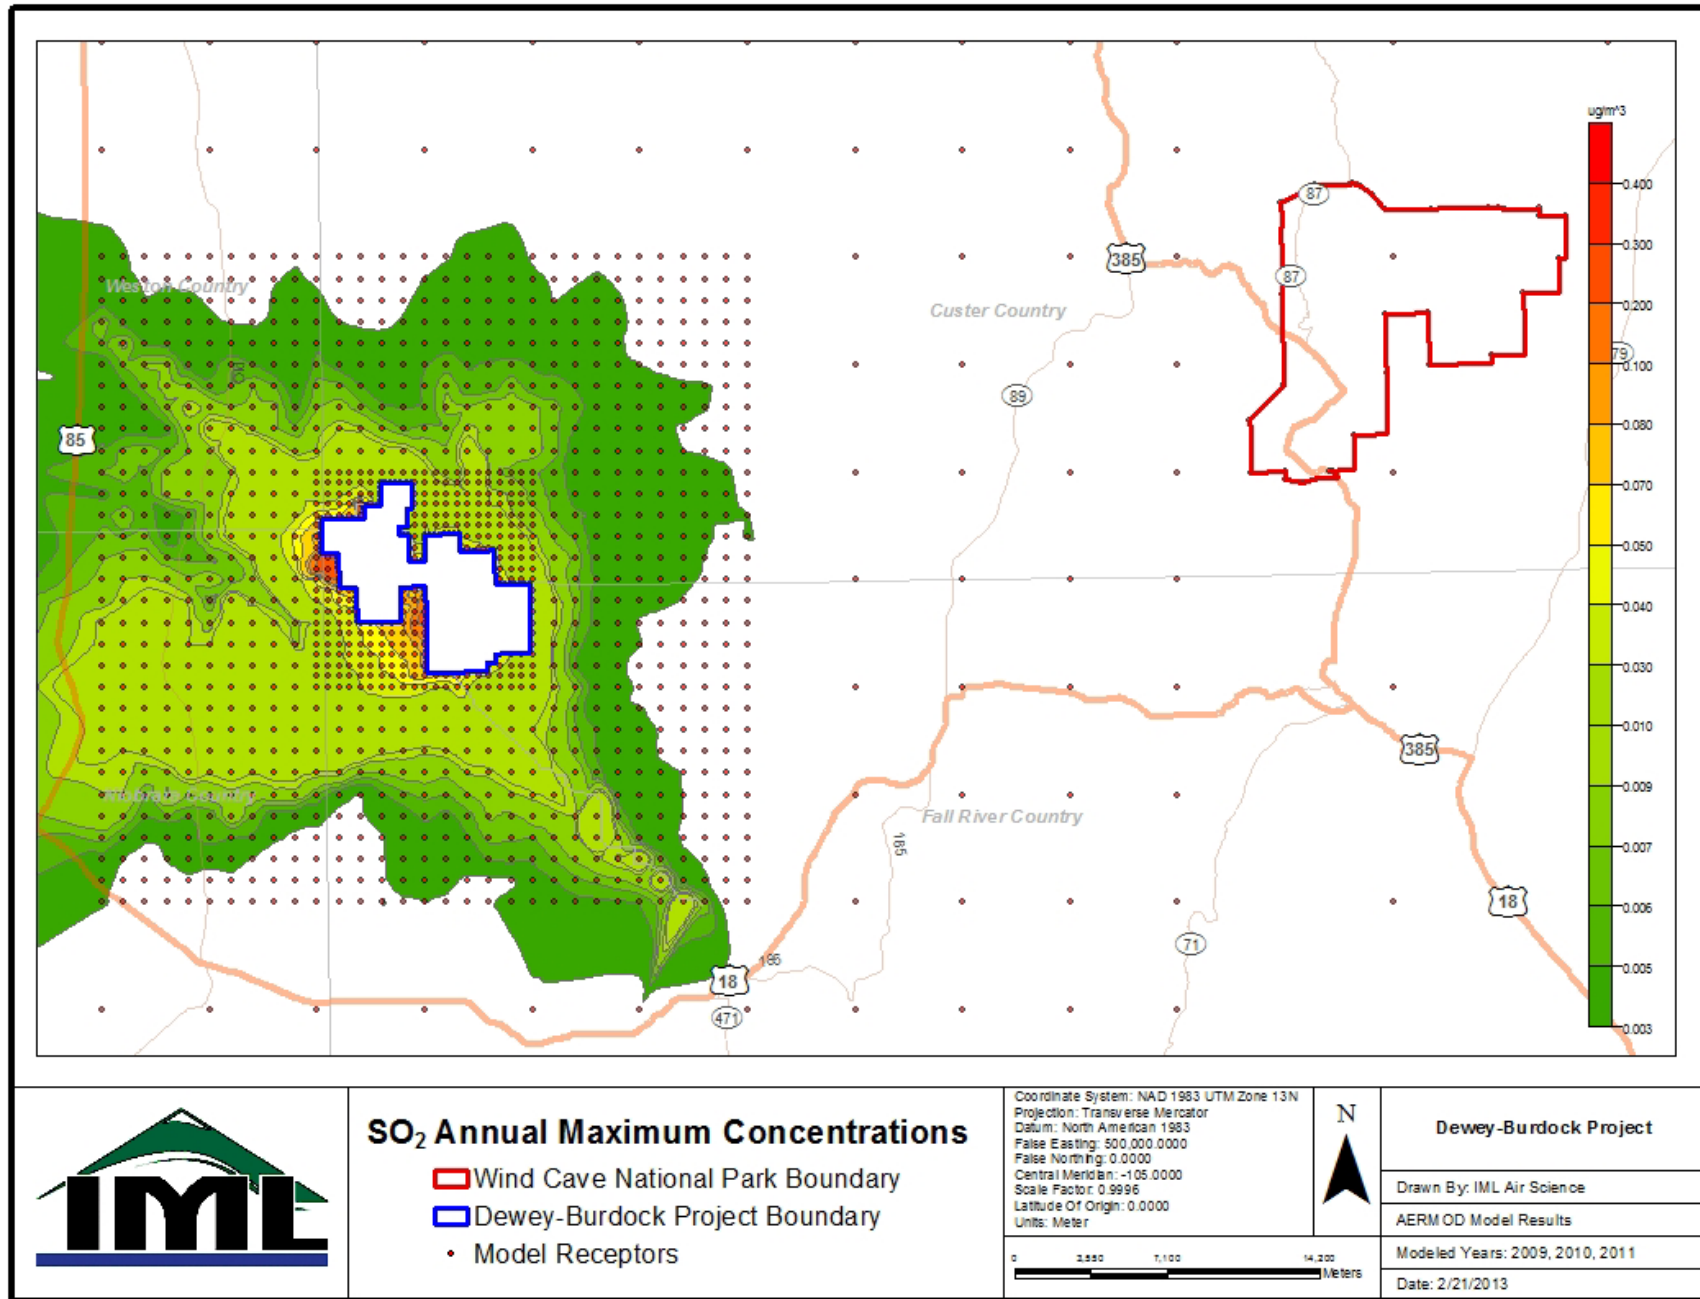 ug/m^3
0.400
87
0.300
385
87
Weston Country
0.200
Custer Country
79
0.100
89
0.080
85
0.070
0.050
0.040
0.030
0.010
385
0.009
Fall River Country
185
0.007
18
0.006
71
0.005
18
471
0.003
IML
SO₂ Annual Maximum Concentrations
Wind Cave National Park Boundary
Dewey-Burdock Project Boundary
Model Receptors
Coordinate System: NAD 1983 UTM Zone 13N
Projection: Transverse Mercator
Datum: North American 1983
False Easting: 500,000.0000
False Northing: 0.0000
Central Meridian: -105.0000
Scale Factor: 0.9996
Latitude Of Origin: 0.0000
Units: Meter
0 3,550 7,100 14,200
Meters
N
Dewey-Burdock Project
Drawn By: IML Air Science
AERMOD Model Results
Modeled Years: 2009, 2010, 2011
Date: 2/21/2013